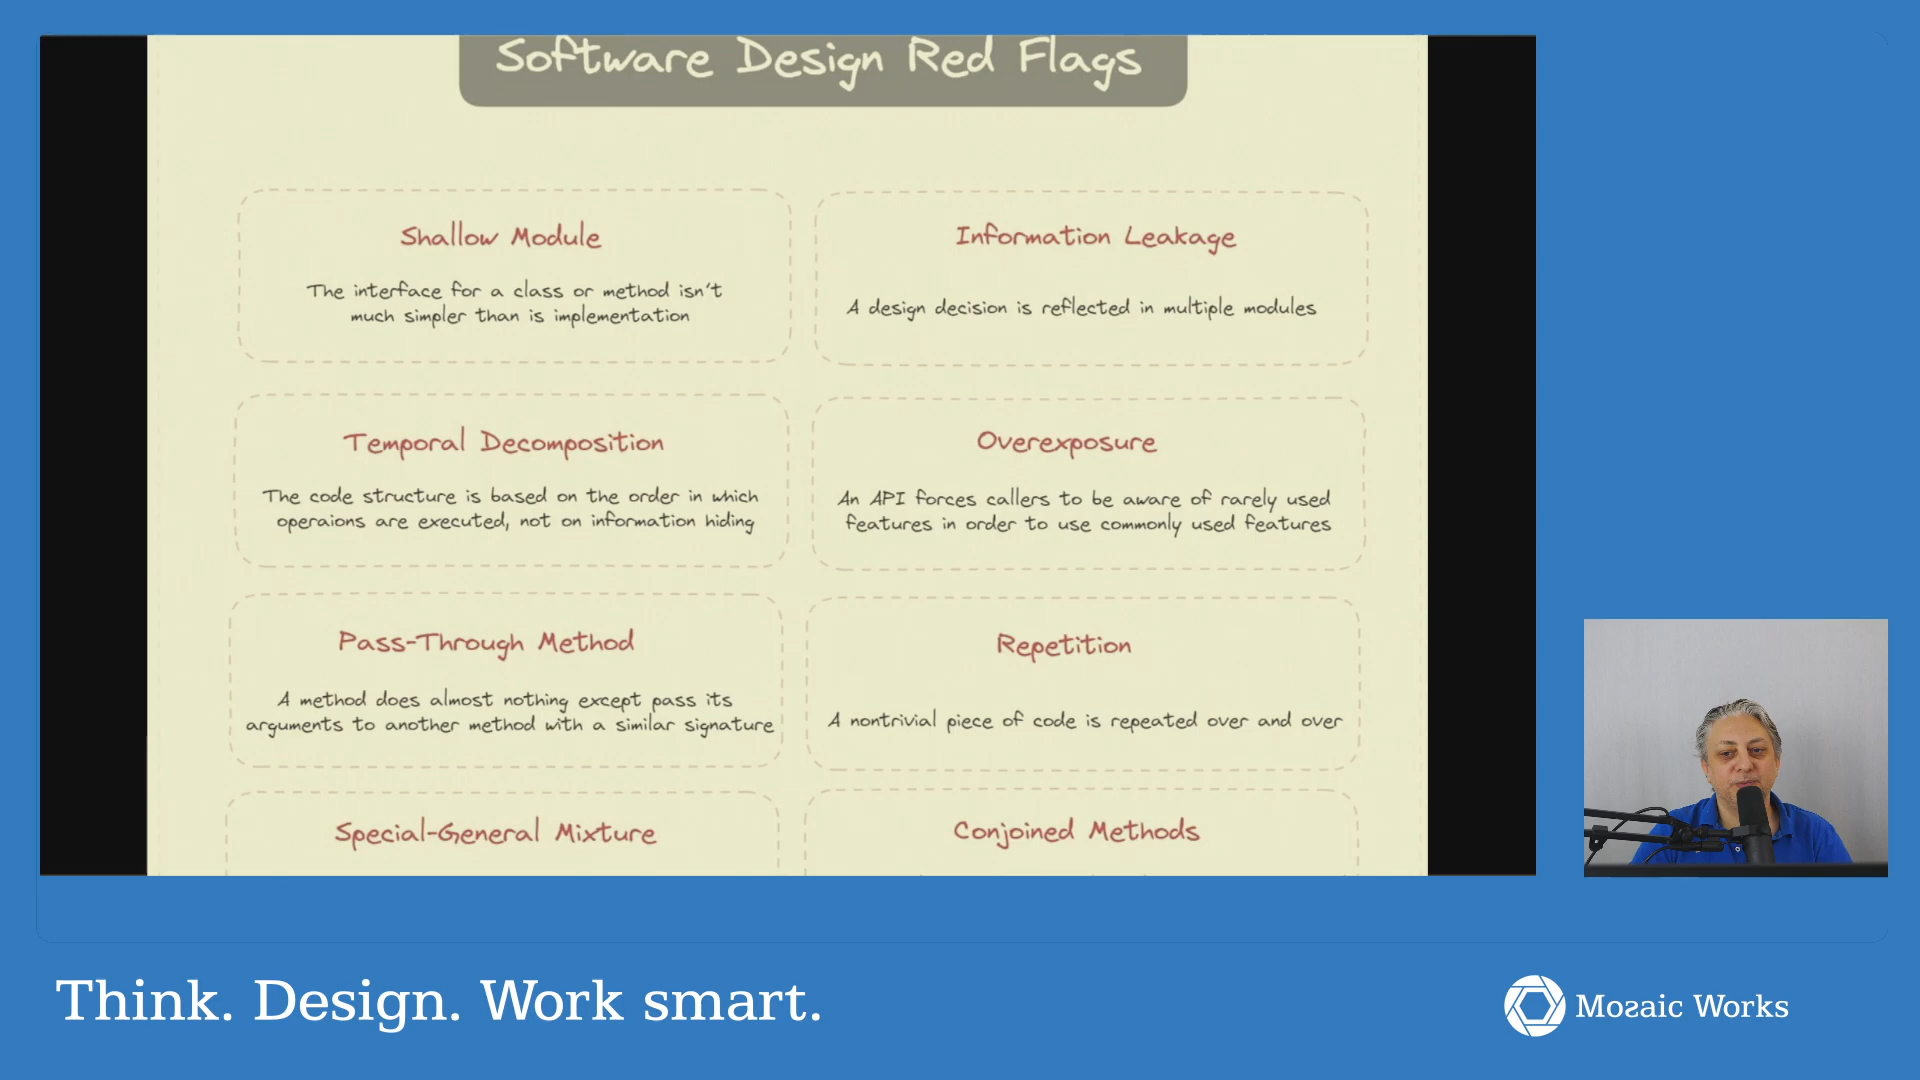 Software Design Red Flags
Shallow Module
The interface for a class or method isn't
much simpler than is implementation
Information Leakage
A design decision is reflected in multiple modules
Temporal Decomposition
The code structure is based on the order in which
operaions are executed, not on information hiding
Overexposure
An API forces callers to be aware of rarely used
features in order to use commonly used features
Pass-Through Method
A method does almost nothing except pass its
arguments to another method with a similar signature
Repetition
A nontrivial piece of code is repeated over and over
Special-General Mixture
Conjoined Methods
Think. Design. Work smart.
Mozaic Works